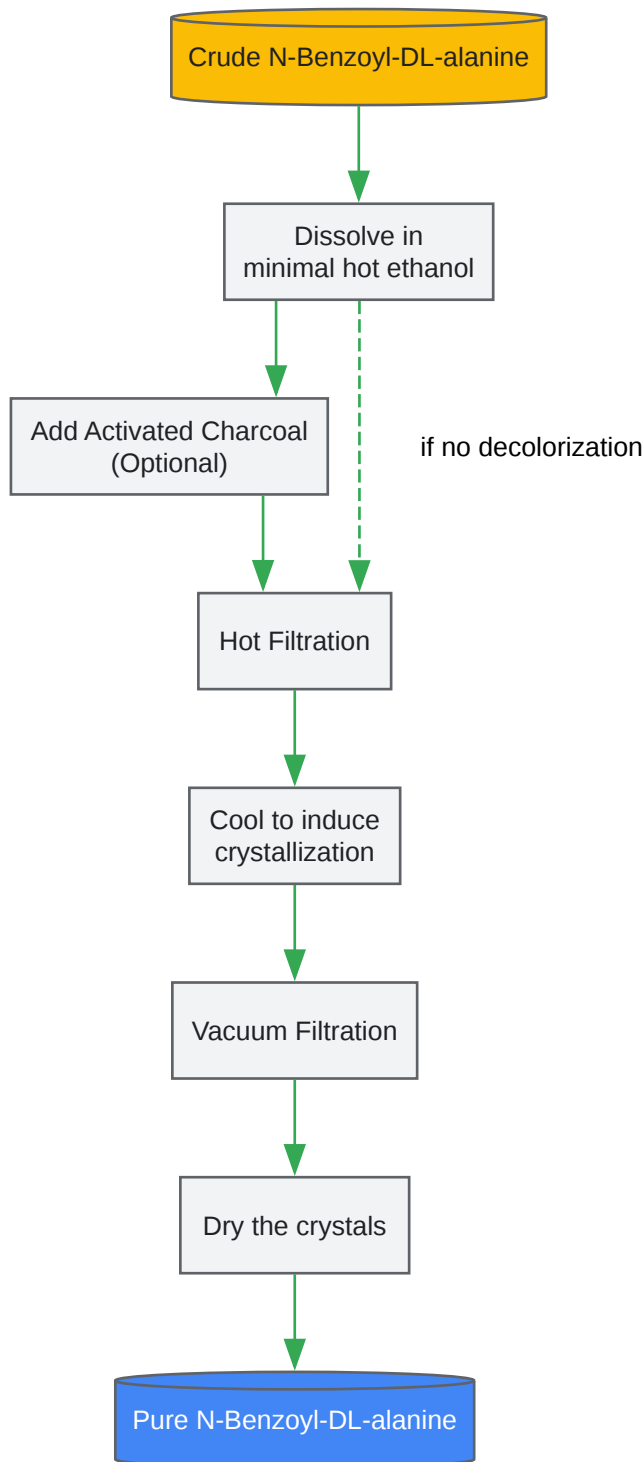 Crude N-Benzoyl-DL-alanine
Dissolve in
minimal hot ethanol
Add Activated Charcoal
(Optional)
if no decolorization
Hot Filtration
Cool to induce
crystallization
Vacuum Filtration
Dry the crystals
Pure N-Benzoyl-DL-alanine